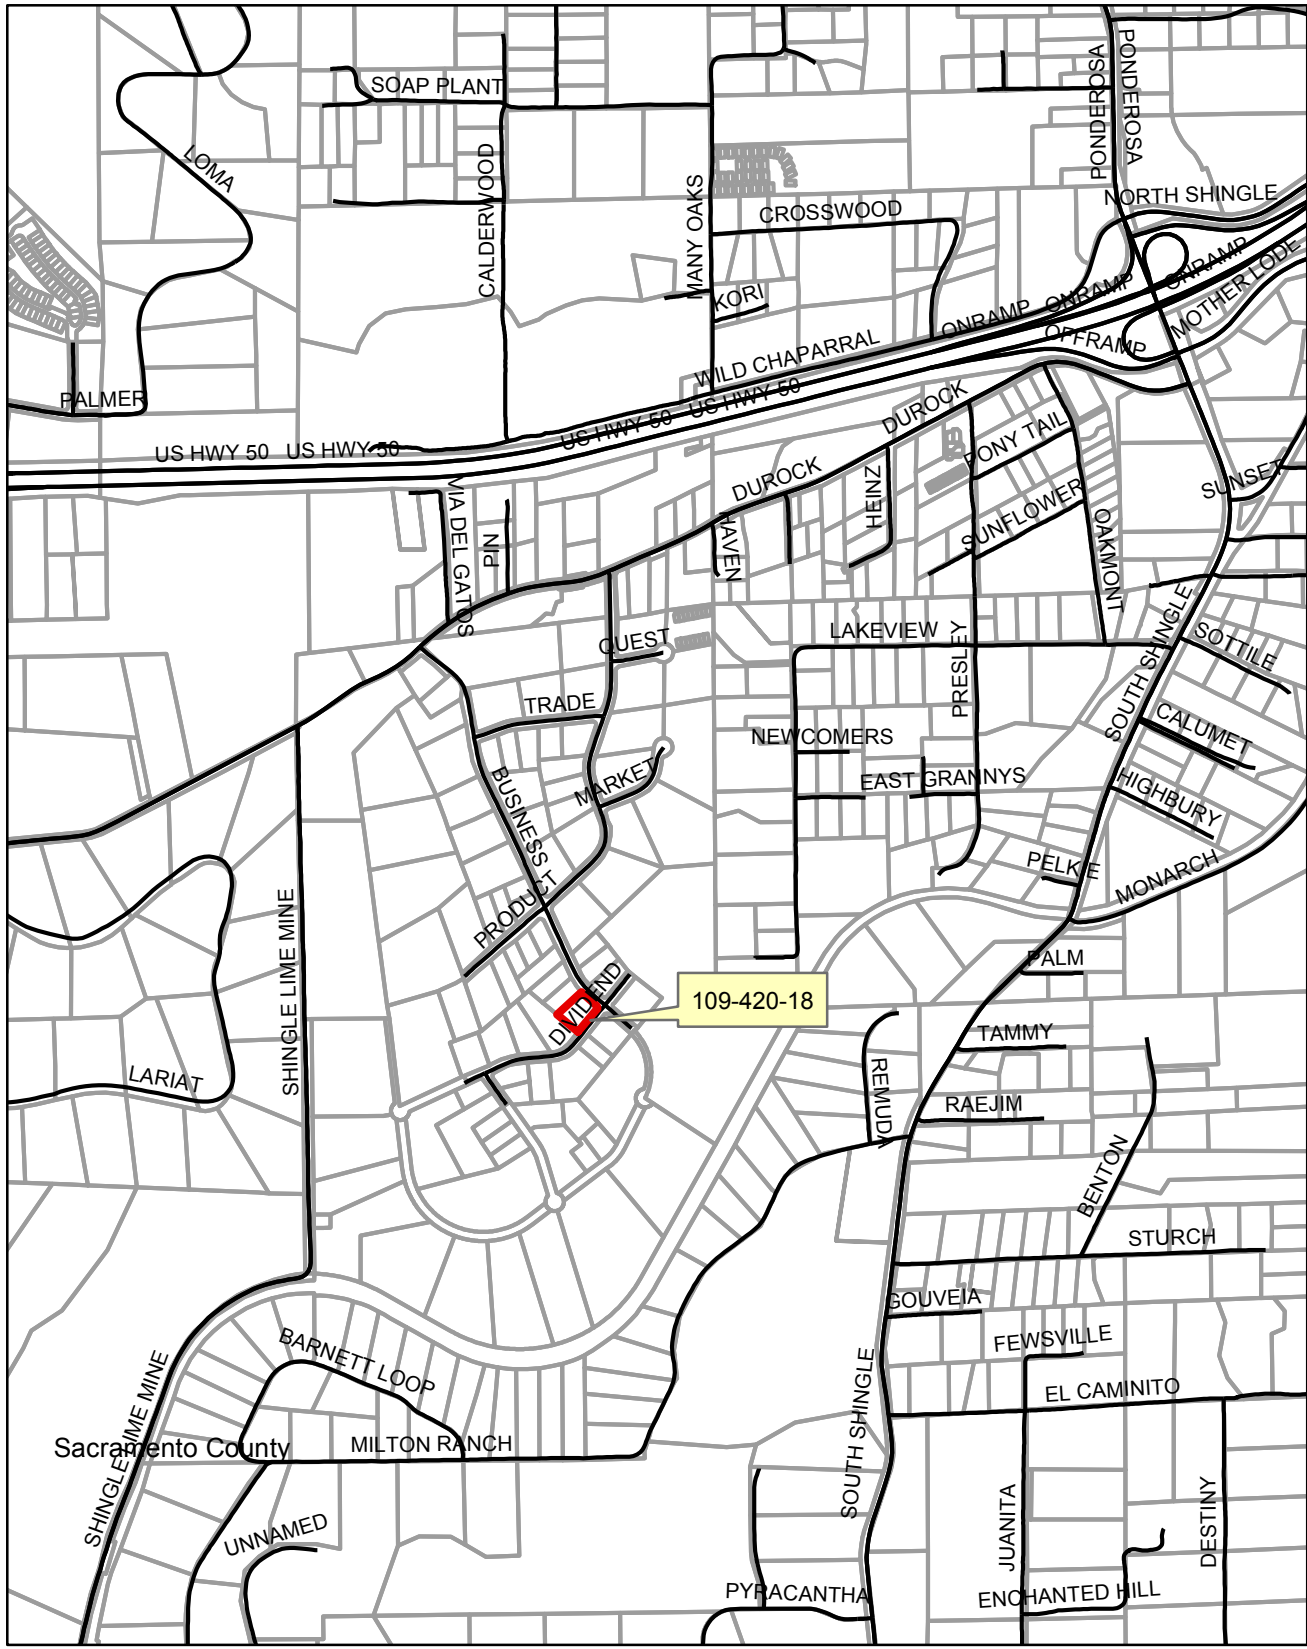 SOAP PLANT
PONDEROSA
PONDEROSA
LOMA
CALDERWOOD
MANY OAKS
NORTH SHINGLE
CROSSWOOD
KORI
ONRAMP
ONRAMP
ONRAMP
MOTHER LODE
OFFRAMP
WILD CHAPARRAL
PALMER
US HWY 50
US HWY 50
US HWY 50
US HWY 50
DUROCK
DUROCK
PONY TAIL
SUNSET
HEINZ
SUNFLOWER
OAKMONT
VIA DEL GATOS
PIN
HAVEN
QUEST
LAKEVIEW
PRESLEY
SOUTH SHINGLE
SOTTILE
TRADE
NEWCOMERS
CALUMET
MARKET
EAST GRANNYS
HIGHBURY
BUSINESS
PELKIE
MONARCH
PRODUCT
SHINGLE LIME MINE
PALM
DIVIDEND
109-420-18
TAMMY
LARIAT
REMUDA
RAEJIM
BENTON
STURCH
GOUVEIA
FEWSVILLE
BARNETT LOOP
EL CAMINITO
SHINGLE LIME MINE
Sacramento County
MILTON RANCH
SOUTH SHINGLE
JUANITA
DESTINY
UNNAMED
PYRACANTHA
ENCHANTED HILL